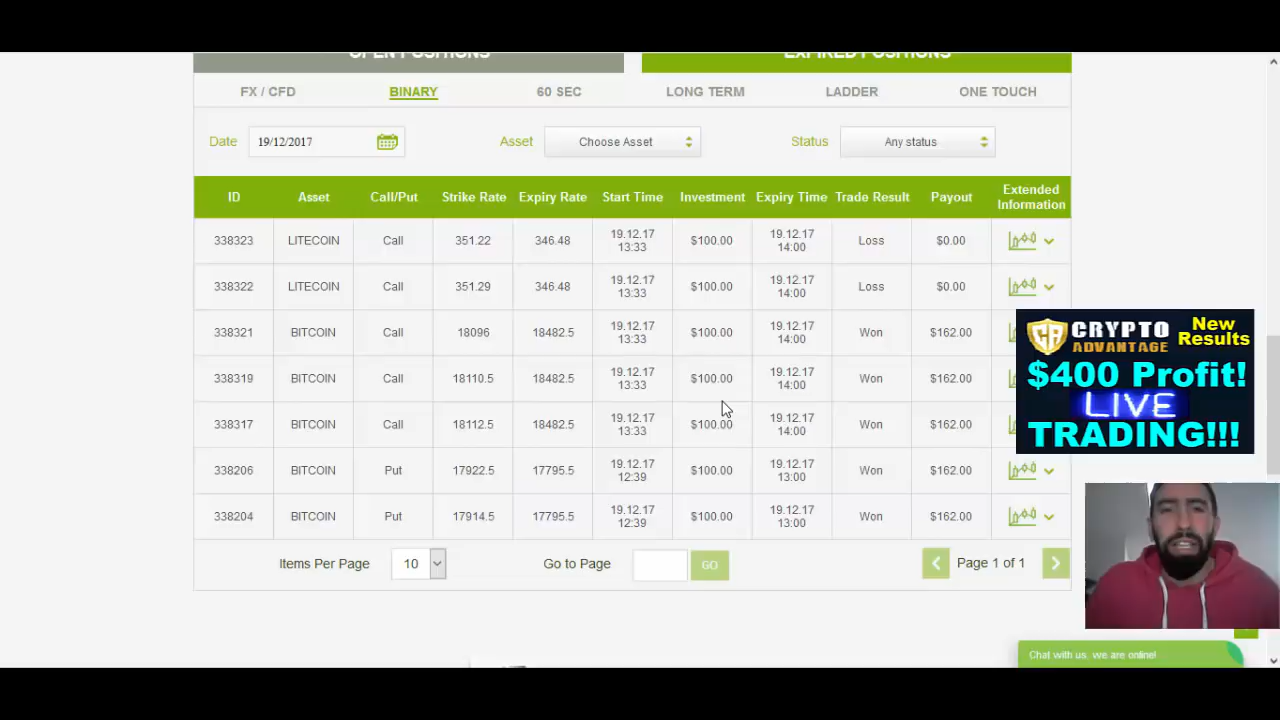 OPEN POSITIONS
EXPIRED POSITIONS
FX / CFD BINARY 60 SEC LONG TERM LADDER ONE TOUCH
Date 19/12/2017 Asset Choose Asset Status Any status
ID Asset Call/Put Strike Rate Expiry Rate Start Time Investment Expiry Time Trade Result Payout Extended Information
338323 LITECOIN Call 351.22 346.48 19.12.17 13:33 $100.00 19.12.17 14:00 Loss $0.00
338322 LITECOIN Call 351.29 346.48 19.12.17 13:33 $100.00 19.12.17 14:00 Loss $0.00
338321 BITCOIN Call 18096 18482.5 19.12.17 13:33 $100.00 19.12.17 14:00 Won $162.00
338319 BITCOIN Call 18110.5 18482.5 19.12.17 13:33 $100.00 19.12.17 14:00 Won $162.00
338317 BITCOIN Call 18112.5 18482.5 19.12.17 13:33 $100.00 19.12.17 14:00 Won $162.00
338206 BITCOIN Put 17922.5 17795.5 19.12.17 12:39 $100.00 19.12.17 13:00 Won $162.00
338204 BITCOIN Put 17914.5 17795.5 19.12.17 12:39 $100.00 19.12.17 13:00 Won $162.00
Items Per Page 10 Go to Page GO Page 1 of 1
CA CRYPTO ADVANTAGE
New Results
$400 Profit!
LIVE
TRADING!!!
Chat with us, we are online!